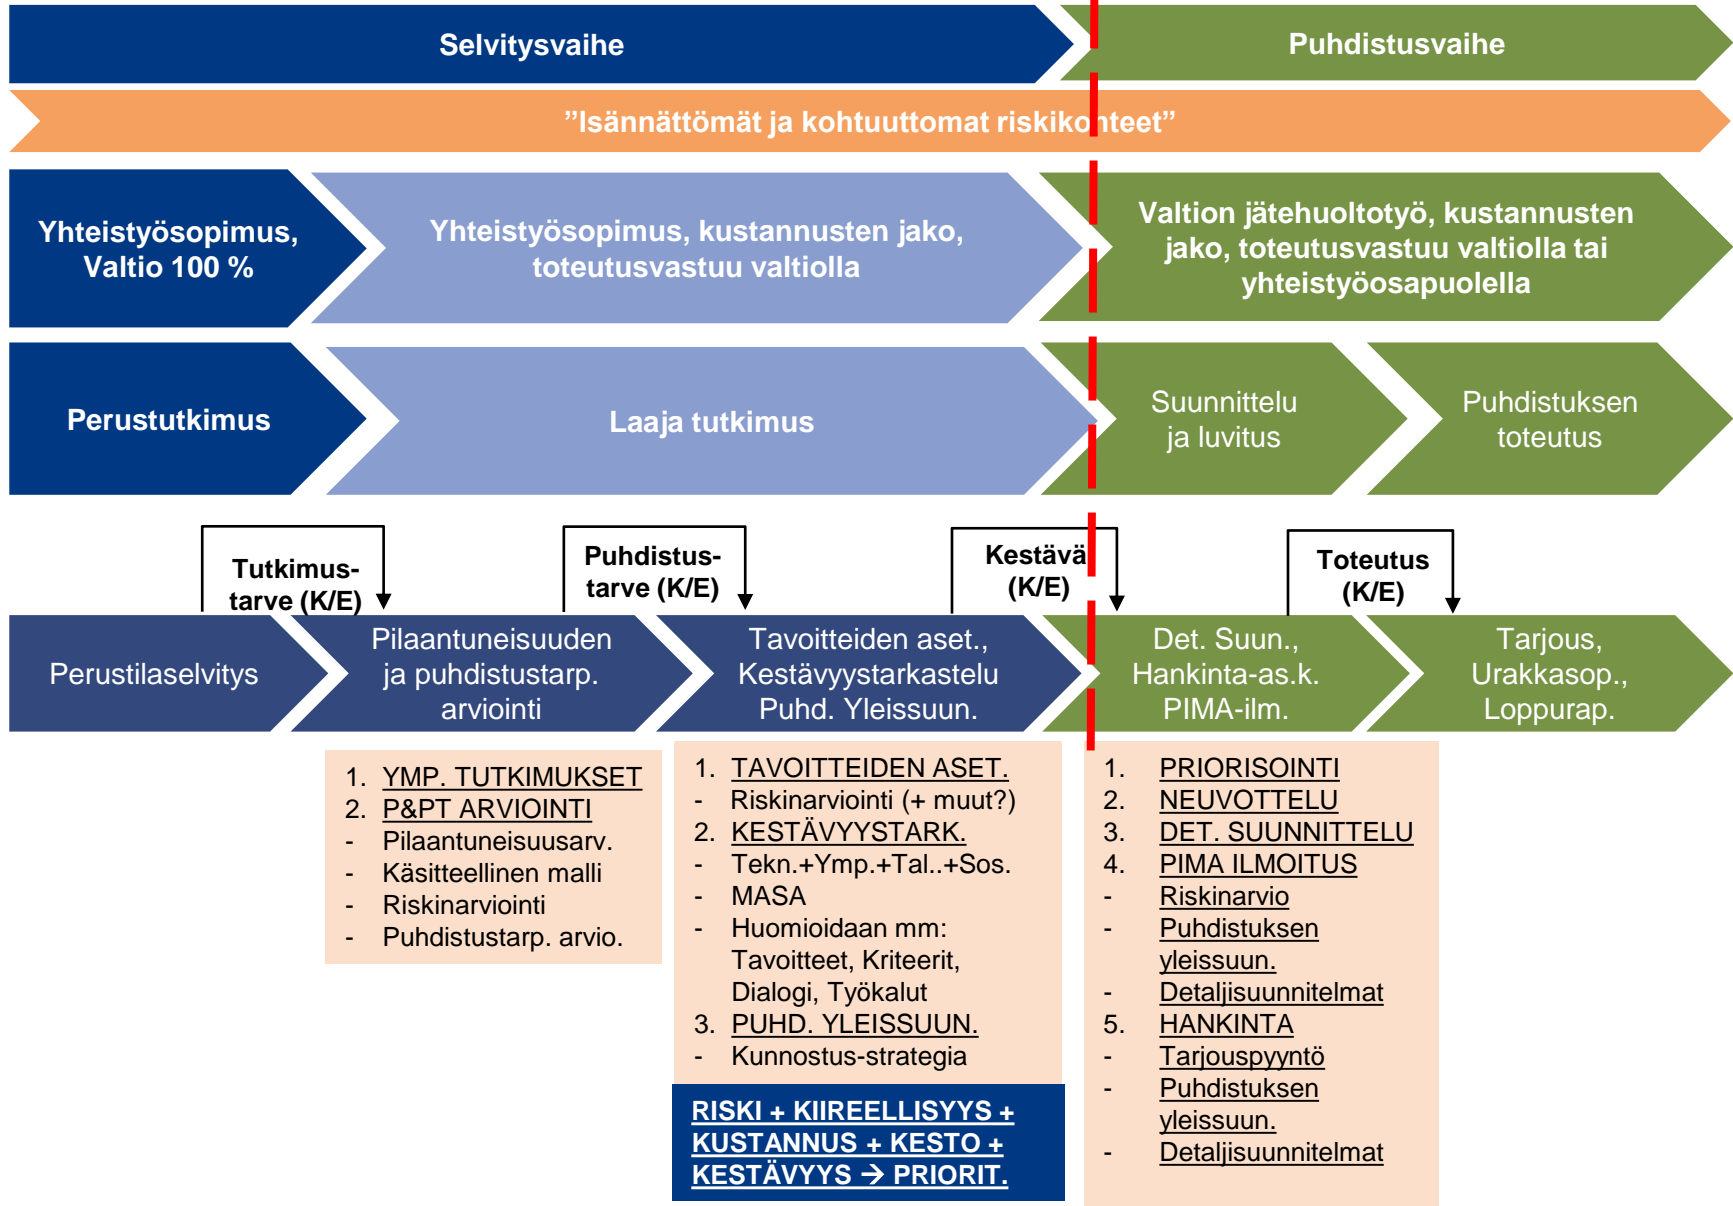 Selvitysvaihe
Puhdistusvaihe
”Isännättömät ja kohtuuttomat riskikohteet”
Yhteistyösopimus,
Valtio 100 %
Yhteistyösopimus, kustannusten jako,
toteutusvastuu valtiolla
Valtion jätehuoltotyö, kustannusten
jako, toteutusvastuu valtiolla tai
yhteistyöosapuolella
Perustutkimus
Laaja tutkimus
Suunnittelu
ja luvitus
Puhdistuksen
toteutus
Tutkimus-
tarve (K/E)
Puhdistus-
tarve (K/E)
Kestävä
(K/E)
Toteutus
(K/E)
Perustilaselvitys
Pilaantuneisuuden
ja puhdistustarp.
arviointi
Tavoitteiden aset.,
Kestävyystarkastelu
Puhd. Yleissuun.
Det. Suun.,
Hankinta-as.k.
PIMA-ilm.
Tarjous,
Urakkasop.,
Loppurap.
1. YMP. TUTKIMUKSET
2. P&PT ARVIOINTI
- Pilaantuneisuusarv.
- Käsitteellinen malli
- Riskinarviointi
- Puhdistustarp. arvio.
1. TAVOITTEIDEN ASET.
- Riskinarviointi (+ muut?)
2. KESTÄVYYSTARK.
- Tekn.+Ymp.+Tal..+Sos.
- MASA
- Huomioidaan mm:
Tavoitteet, Kriteerit,
Dialogi, Työkalut
3. PUHD. YLEISSUUN.
- Kunnostus-strategia
RISKI + KIIREELLISYYS +
KUSTANNUS + KESTO +
KESTÄVYYS → PRIORIT.
1. PRIORISOINTI
2. NEUVOTTELU
3. DET. SUUNNITTELU
4. PIMA ILMOITUS
- Riskinarvio
- Puhdistuksen
yleissuun.
- Detaljisuunnitelmat
5. HANKINTA
- Tarjouspyyntö
- Puhdistuksen
yleissuun.
- Detaljisuunnitelmat